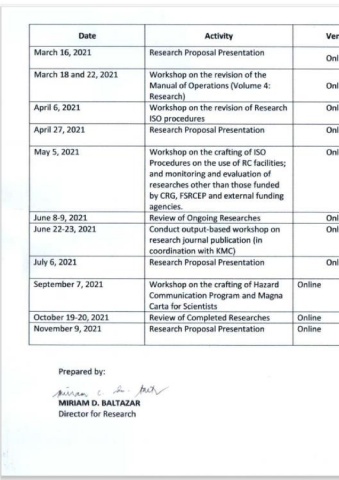 Date Activity Ver
March 16, 2021 Research Proposal Presentation
Onl
March 18 and 22, 2021 Workshop on the revision of the
Manual of Operations (Volume 4: Onl
Research)
April 6, 2021 Workshop on the revision of Research Onl
ISO procedures
April 27, 2021 Research Proposal Presentation Onl
May 5, 2021 Workshop on the crafting of ISO Onl
Procedures on the use of RC facilities;
and monitoring and evaluation of
researches other than those funded
by CRG, FSRCEP and external funding
agencies.
June 8-9, 2021 Review of Ongoing Researches Onl
June 22-23, 2021 Conduct output-based workshop on Onl
research journal publication (in
coordination with KMC)
July 6, 2021 Research Proposal Presentation Onl
September 7, 2021 Workshop on the crafting of Hazard Online
Communication Program and Magna
Carta for Scientists
October 19-20, 2021 Review of Completed Researches Online
November 9, 2021 Research Proposal Presentation Online
Prepared by:
MIRIAM D. BALTAZAR
Director for Research